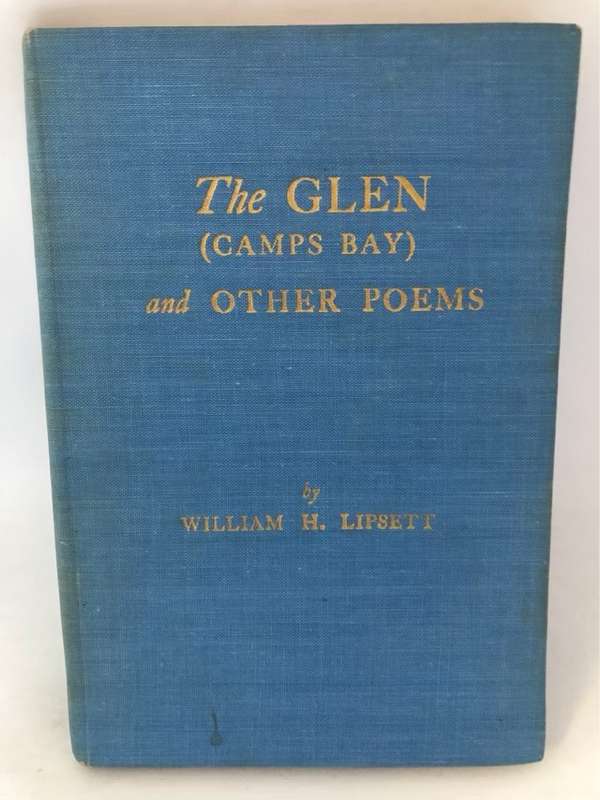 The GLEN
(CAMPS BAY)
and OTHER POEMS
by
WILLIAM H. LIPSETT